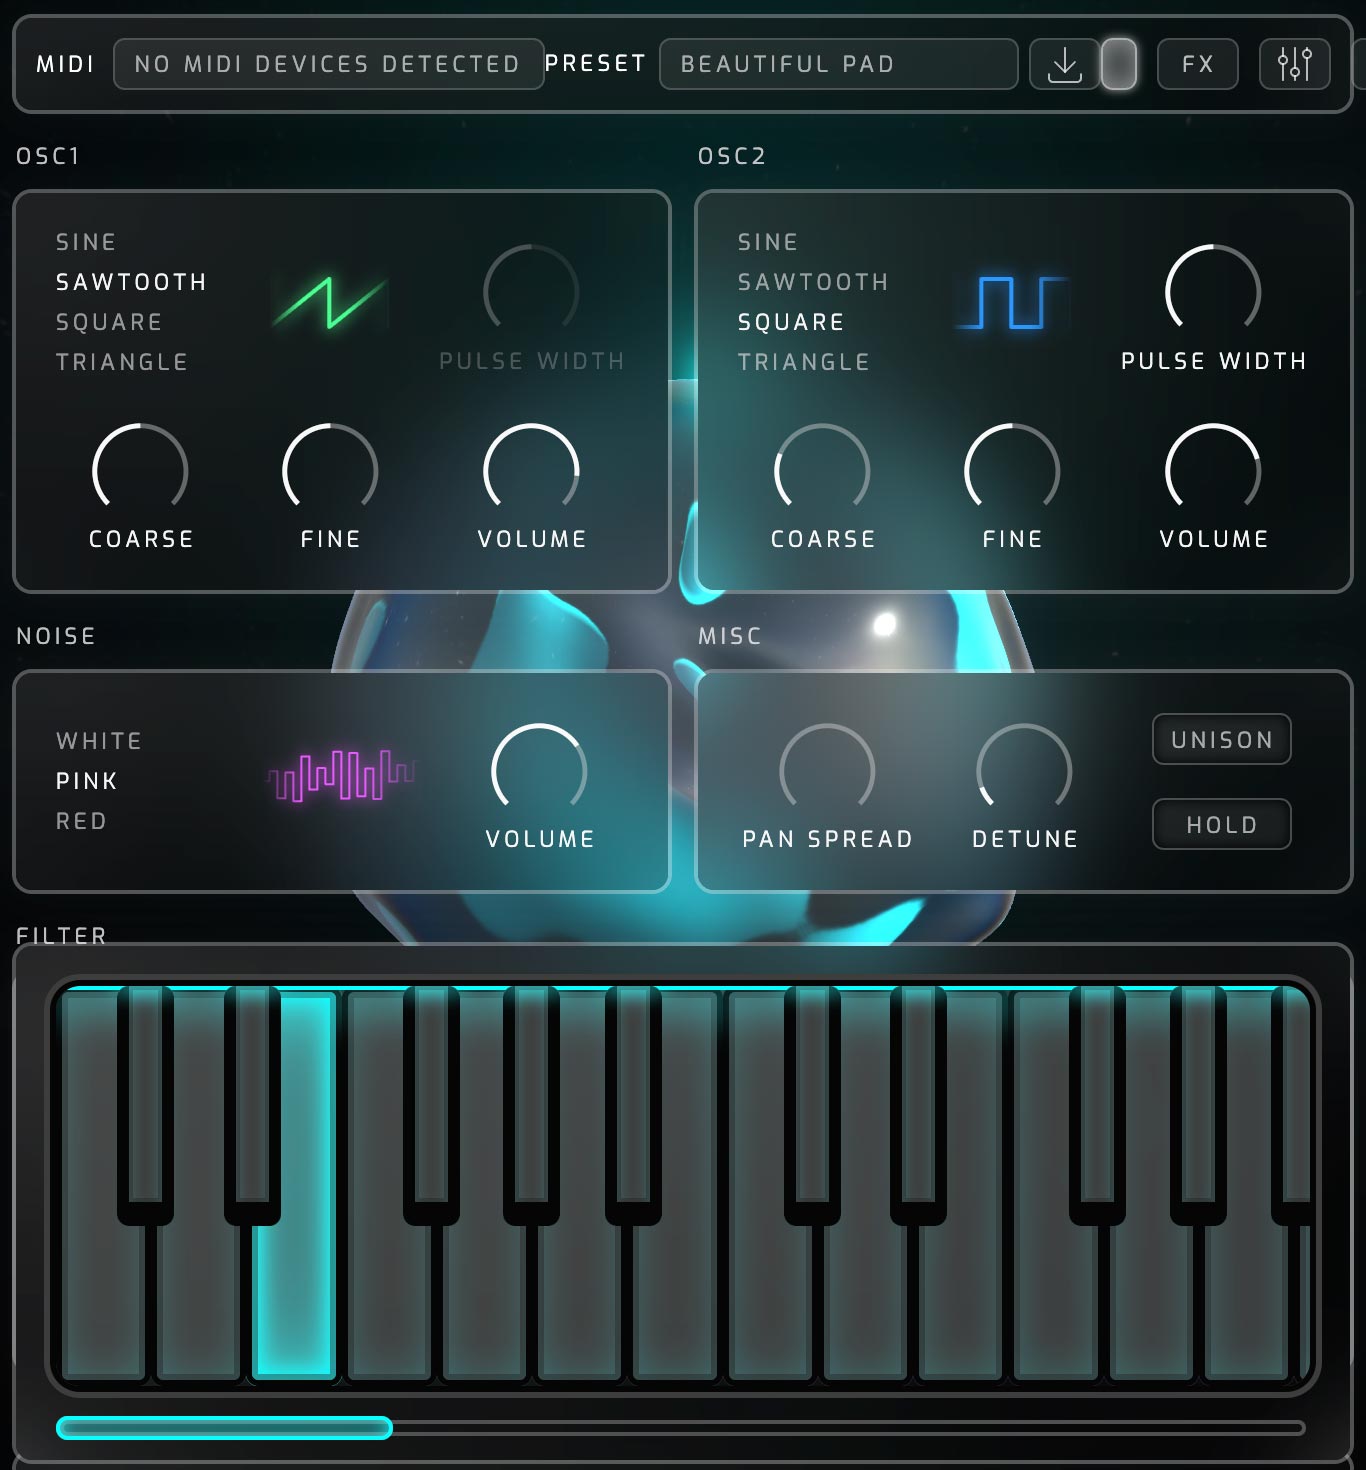 MIDI NO MIDI DEVICES DETECTED PRESET BEAUTIFUL PAD FX
OSC1
SINE
SAWTOOTH
SQUARE
TRIANGLE
PULSE WIDTH
COARSE FINE VOLUME
OSC2
SINE
SAWTOOTH
SQUARE
TRIANGLE
PULSE WIDTH
COARSE FINE VOLUME
NOISE
WHITE
PINK
RED
VOLUME
MISC
PAN SPREAD DETUNE
UNISON
HOLD
FILTER